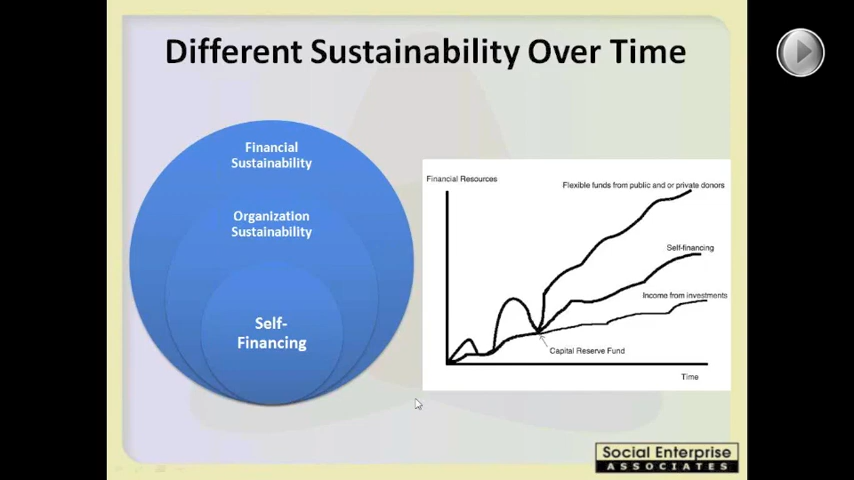 Different Sustainability Over Time
Financial
Sustainability
Organization
Sustainability
Self-
Financing
Financial Resources
Flexible funds from public and or private donors
Self-financing
Income from investments
Capital Reserve Fund
Time
Social Enterprise
ASSOCIATES